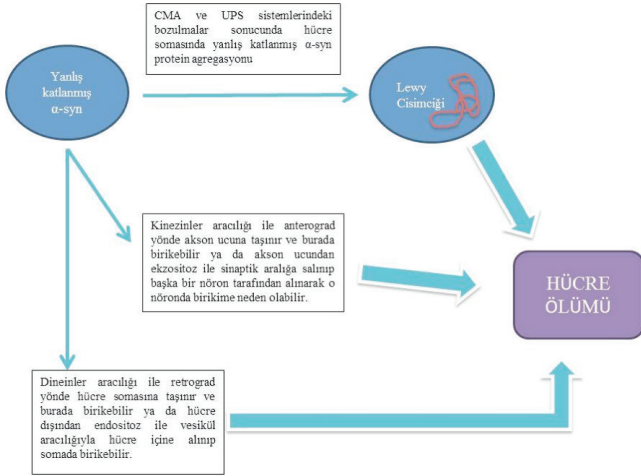 CMA ve UPS sistemlerindeki
bozulmalar sonucunda hücre
somasında yanlış katlanmış α-syn
protein agregasyonu
Yanlış
katlanmış
α-syn
Lewy
Cisimciği
Kinezinler aracılığı ile anterograd
yönde akson ucuna taşınır ve burada
birikebilir ya da akson ucundan
ekzositoz ile sinaptik aralığa salınıp
başka bir nöron tarafından alınarak o
nöronda birikime neden olabilir.
HÜCRE
ÖLÜMÜ
Dineinler aracılığı ile retrograd
yönde hücre somasına taşınır ve
burada birikebilir ya da hücre
dışından endositoz ile vesikül
aracılığıyla hücre içine alınıp
somada birikebilir.